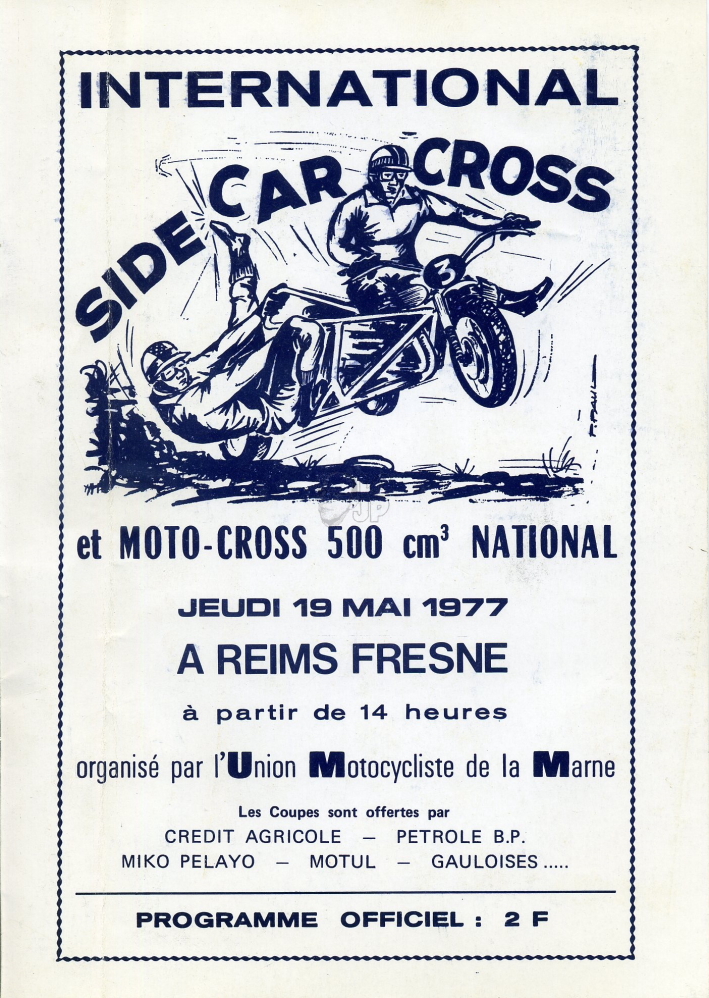 INTERNATIONAL
SIDE CAR CROSS
3
P. PAUL
JP
et MOTO-CROSS 500 cm³ NATIONAL
JEUDI 19 MAI 1977
A REIMS FRESNE
à partir de 14 heures
organisé par l'Union Motocycliste de la Marne
Les Coupes sont offertes par
CREDIT AGRICOLE — PETROLE B.P.
MIKO PELAYO — MOTUL — GAULOISES.....
PROGRAMME OFFICIEL : 2 F